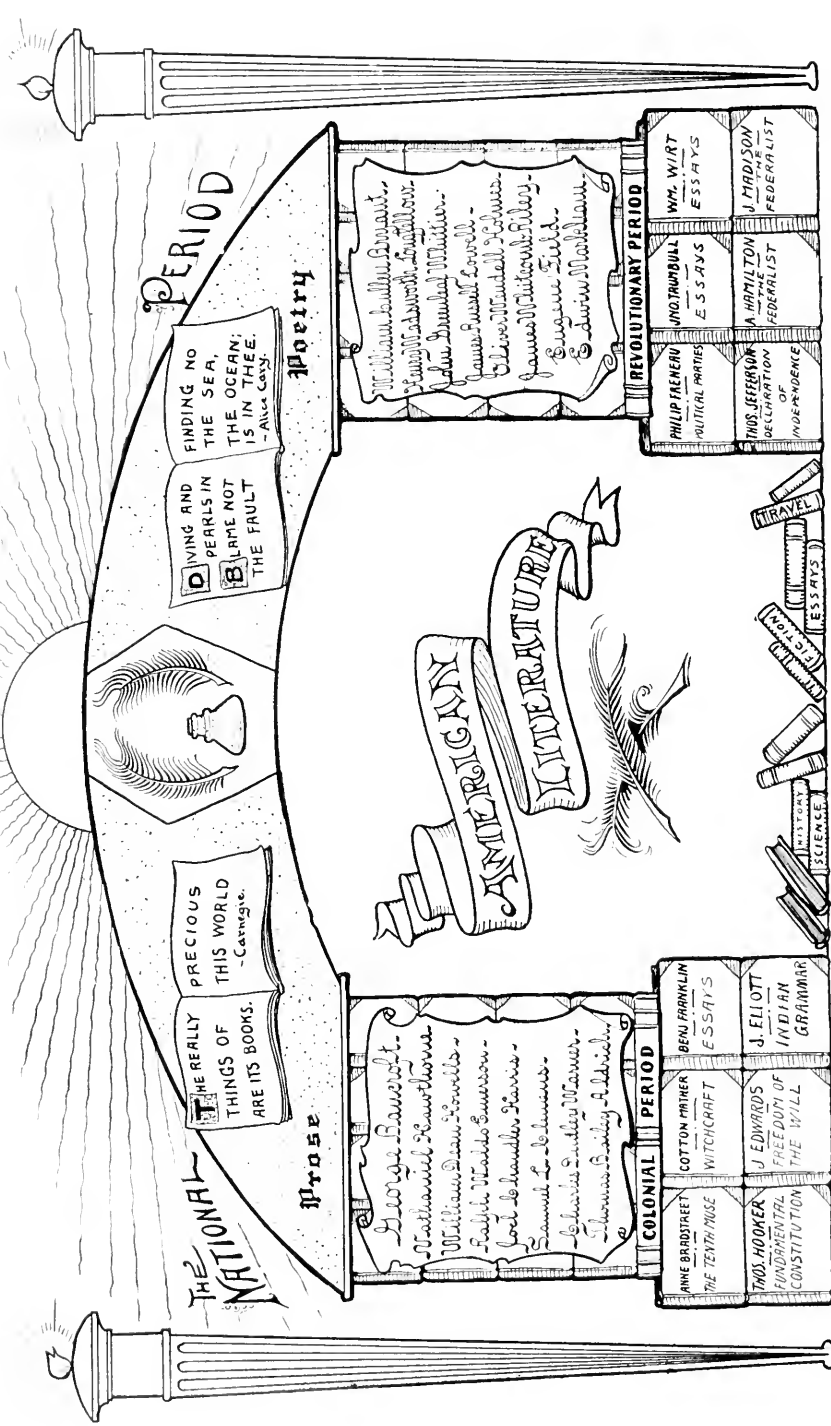 THE
NATIONAL
PERIOD
THE REALLY
THINGS OF
ARE ITS BOOKS.
PRECIOUS
THIS WORLD
-Carnegie.
DIVING AND
PEARLS IN
BLAME NOT
THE FAULT
FINDING NO
THE SEA,
THE OCEAN;
IS IN THEE.
-Alice Cary.
Prose
Poetry
George Bancroft.
Nathaniel Hawthorne
William Dean Howells.
Ralph Waldo Emerson.
Joel Chandler Harris.
Samuel L. Clemens.
Charles Dudley Warner.
Thomas Bailey Aldrich.
AMERICAN
LITERATURE
William Cullen Bryant.
Henry Wadsworth Longfellow.
John Greenleaf Whittier.
James Russell Lowell.
Oliver Wendell Holmes.
James Whitcomb Riley.
Eugene Field.
Edwin Markham.
COLONIAL PERIOD
ANNE BRADSTREET
THE TENTH MUSE
COTTON MATHER
WITCHCRAFT
BENJ FRANKLIN
ESSAYS
THOS. HOOKER
FUNDAMENTAL
CONSTITUTION
J EDWARDS
FREEDOM OF
THE WILL
J. ELIOTT
INDIAN
GRAMMAR
HISTORY
SCIENCE
FICTION
ESSAYS
TRAVEL
REVOLUTIONARY PERIOD
PHILIP FRENEAU
POLITICAL PARTIES
JNO. TRUMBULL
ESSAYS
WM. WIRT
ESSAYS
THOS. JEFFERSON
DECLARATION
OF
INDEPENDENCE
A. HAMILTON
THE
FEDERALIST
J. MADISON
THE
FEDERALIST